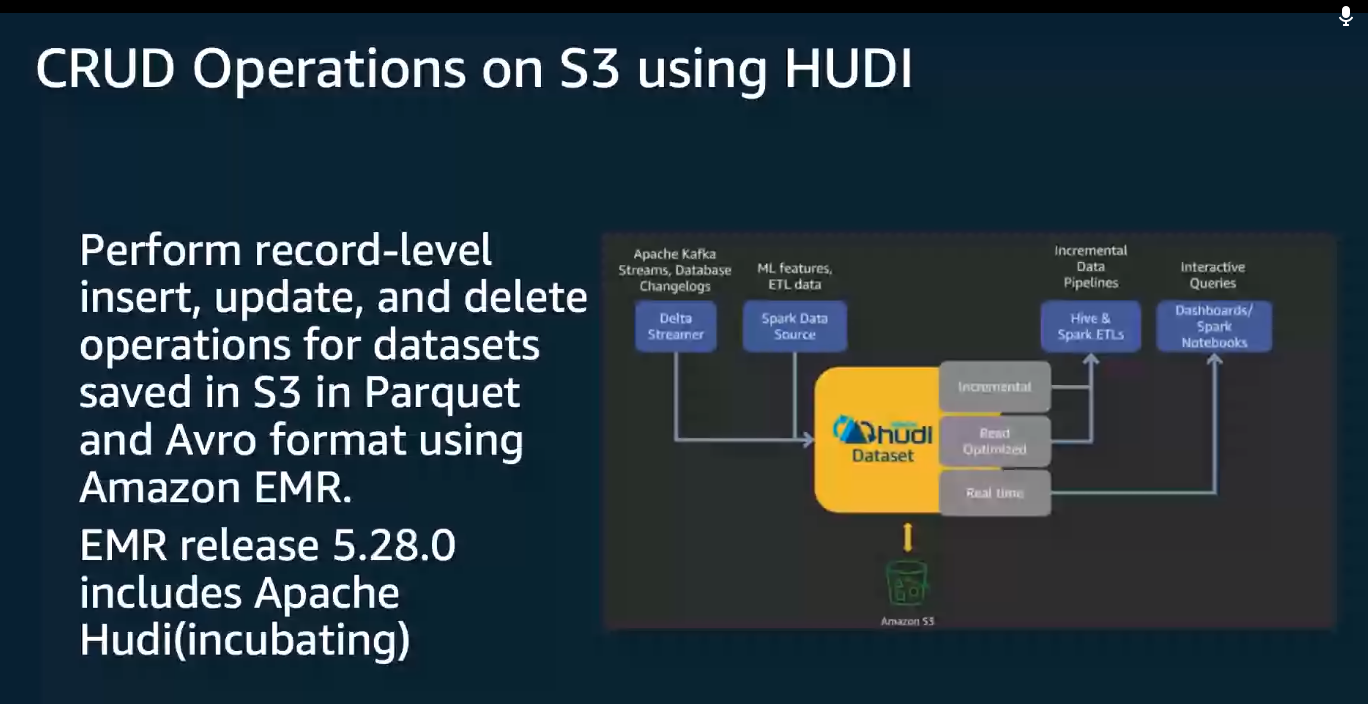 CRUD Operations on S3 using HUDI
Perform record-level
insert, update, and delete
operations for datasets
saved in S3 in Parquet
and Avro format using
Amazon EMR.
EMR release 5.28.0
includes Apache
Hudi(incubating)
Apache Kafka
Streams, Database
Changelogs
ML features,
ETL data
Incremental
Data
Pipelines
Interactive
Queries
Delta
Streamer
Spark Data
Source
Hive &
Spark ETLs
Dashboards/
Spark
Notebooks
Incremental
hudi
Dataset
Read
Optimized
Real time
Amazon S3